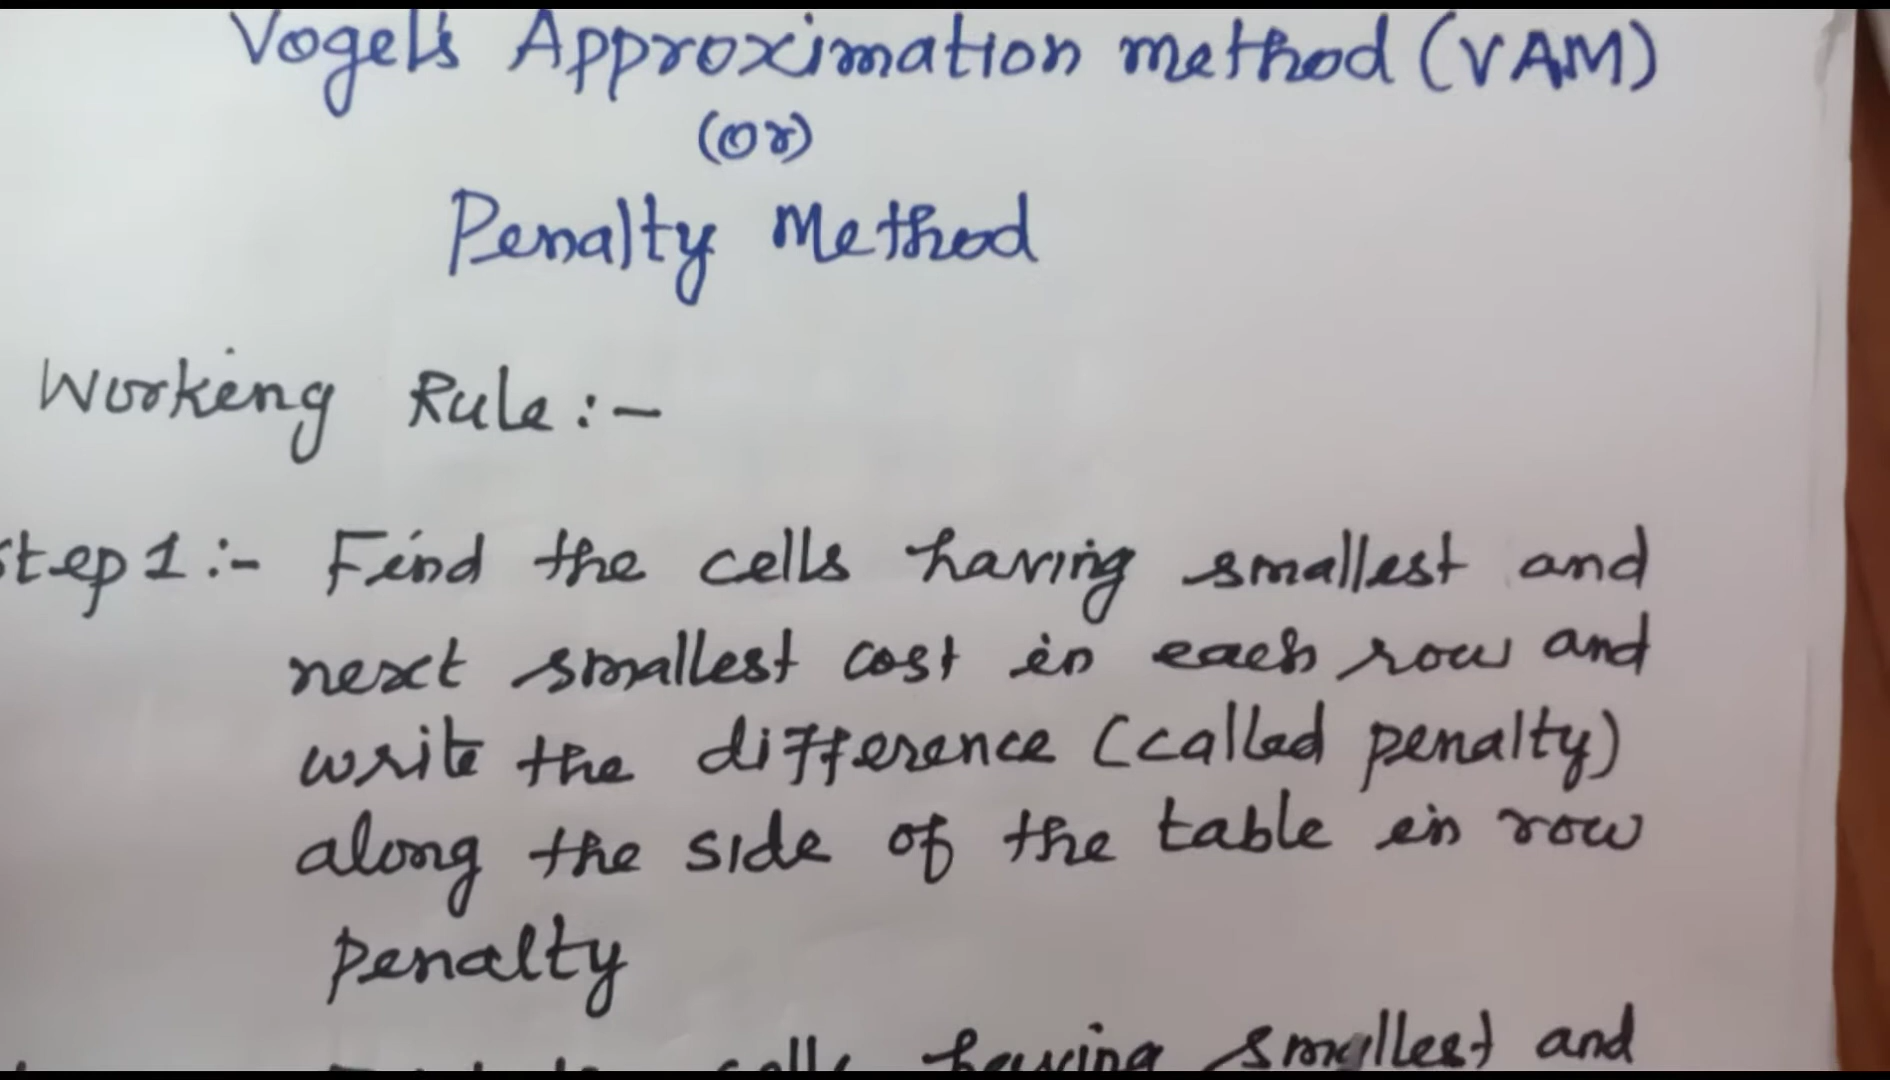 Vogel's Approximation method (VAM)
(Or)
Penalty Method
Working Rule:-
Step 1:- Find the cells having smallest and
next smallest cost in each row and
write the difference (called penalty)
along the side of the table in row
penalty
cells having smallest and